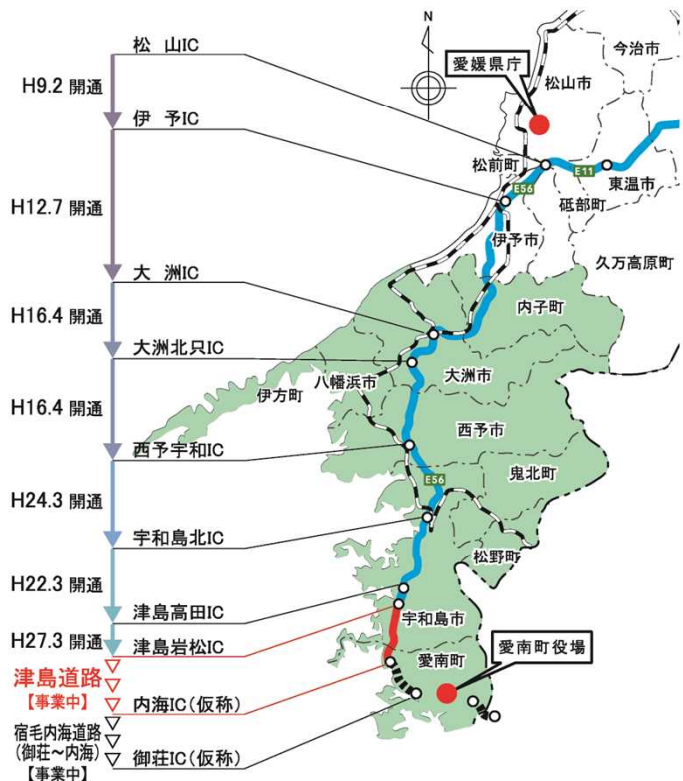 N
松 山IC
H9.2 開通
伊 予IC
H12.7 開通
大 洲IC
H16.4 開通
大洲北只IC
H16.4 開通
西予宇和IC
H24.3 開通
宇和島北IC
H22.3 開通
津島高田IC
H27.3 開通
津島岩松IC
津島道路
【事業中】
内海IC(仮称)
宿毛内海道路
(御荘～内海)
【事業中】
御荘IC(仮称)
愛媛県庁
今治市
松山市
松前町
E11
東温市
E56
砥部町
伊予市
久万高原町
内子町
大洲市
八幡浜市
伊方町
西予市
鬼北町
E56
松野町
宇和島市
愛南町
愛南町役場